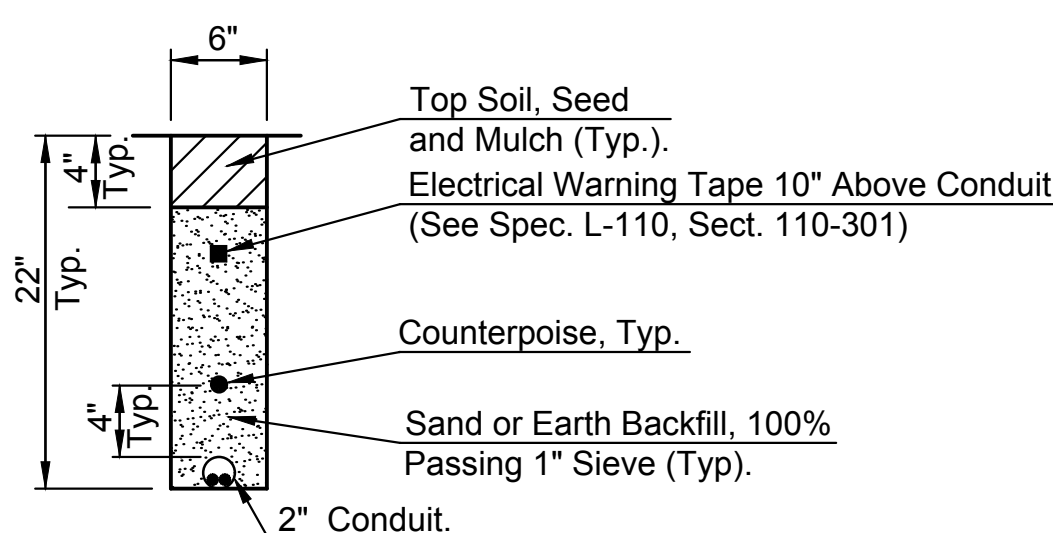 6"
Top Soil, Seed
and Mulch (Typ.).
4"
Typ.
Electrical Warning Tape 10" Above Conduit
(See Spec. L-110, Sect. 110-301)
22"
Typ.
Counterpoise, Typ.
4"
Typ.
Sand or Earth Backfill, 100%
Passing 1" Sieve (Typ).
2" Conduit.